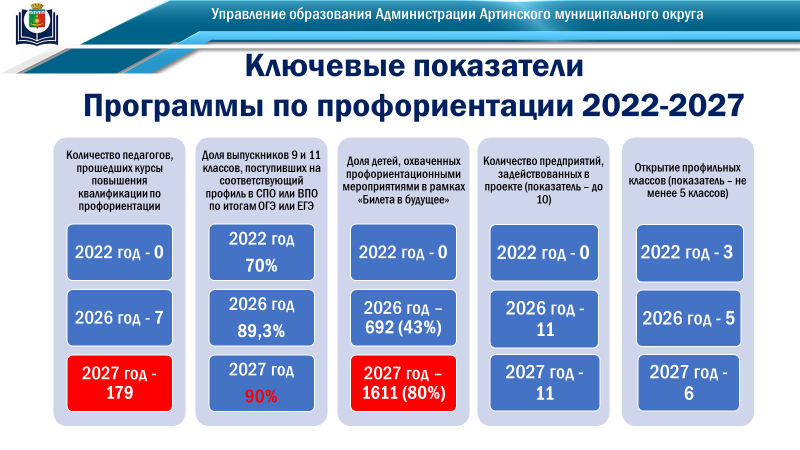 Управление образования Администрации Артинского муниципального округа
Ключевые показатели
Программы по профориентации 2022-2027
Количество педагогов,
прошедших курсы
повышения
квалификации по
профориентации
2022 год - 0
2026 год - 7
2027 год -
179
Доля выпускников 9 и 11
классов, поступивших на
соответствующий
профиль в СПО или ВПО
по итогам ОГЭ или ЕГЭ
2022 год
70%
2026 год
89,3%
2027 год
90%
Доля детей, охваченных
профориентационными
мероприятиями в рамках
«Билета в будущее»
2022 год - 0
2026 год –
692 (43%)
2027 год –
1611 (80%)
Количество предприятий,
задействованных в
проекте (показатель – до
10)
2022 год - 0
2026 год -
11
2027 год -
11
Открытие профильных
классов (показатель – не
менее 5 классов)
2022 год - 3
2026 год - 5
2027 год -
6